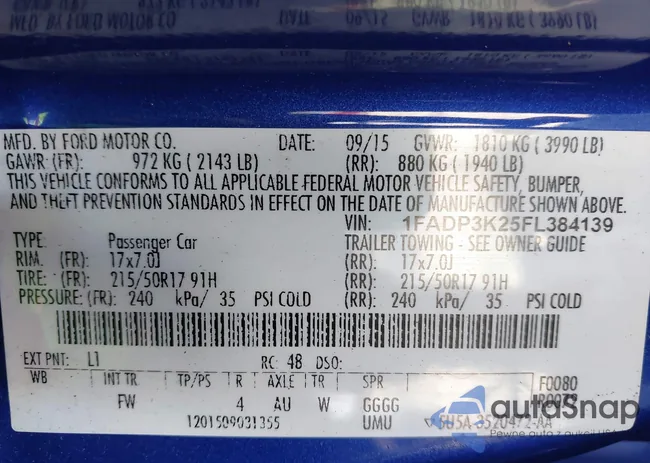 MFD. BY FORD MOTOR CO. DATE: 09/15 GVWR: 1810 KG ( 3990 LB)
GAWR (FR): 972 KG ( 2143 LB) (RR): 880 KG ( 1940 LB)
THIS VEHICLE CONFORMS TO ALL APPLICABLE FEDERAL MOTOR VEHICLE SAFETY, BUMPER,
AND THEFT PREVENTION STANDARDS IN EFFECT ON THE DATE OF MANUFACTURE SHOWN ABOVE.
VIN: 1FADP3K25FL384139
TYPE: Passenger Car TRAILER TOWING - SEE OWNER GUIDE
RIM: (FR): 17x7.0J (RR): 17x7.0J
TIRE: (FR): 215/50R17 91H (RR): 215/50R17 91H
PRESSURE: (FR): 240 kPa/ 35 PSI COLD (RR): 240 kPa/ 35 PSI COLD
EXT PNT: L1 RC: 48 DSO:
WB INT TR TP/PS R AXLE TR SPR F0080
FW 4 AU W GGGG
1201509031355 UMU
autoSnap
Pewne auto z aukcji USA